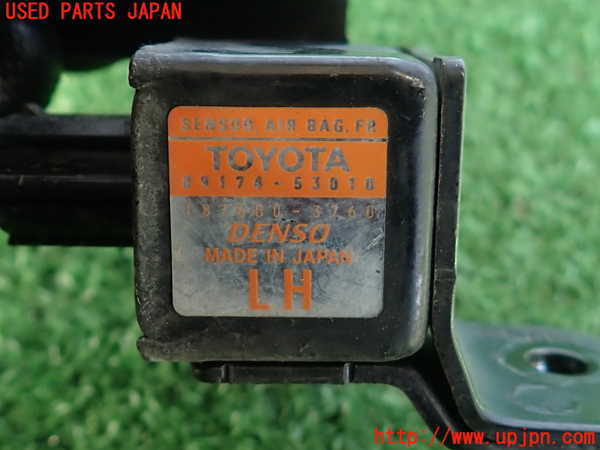 USED PARTS JAPAN
SENSOR, AIR BAG, FR
TOYOTA
89174-53010
DENSO
MADE IN JAPAN
LH
http://www.upjpn.com/